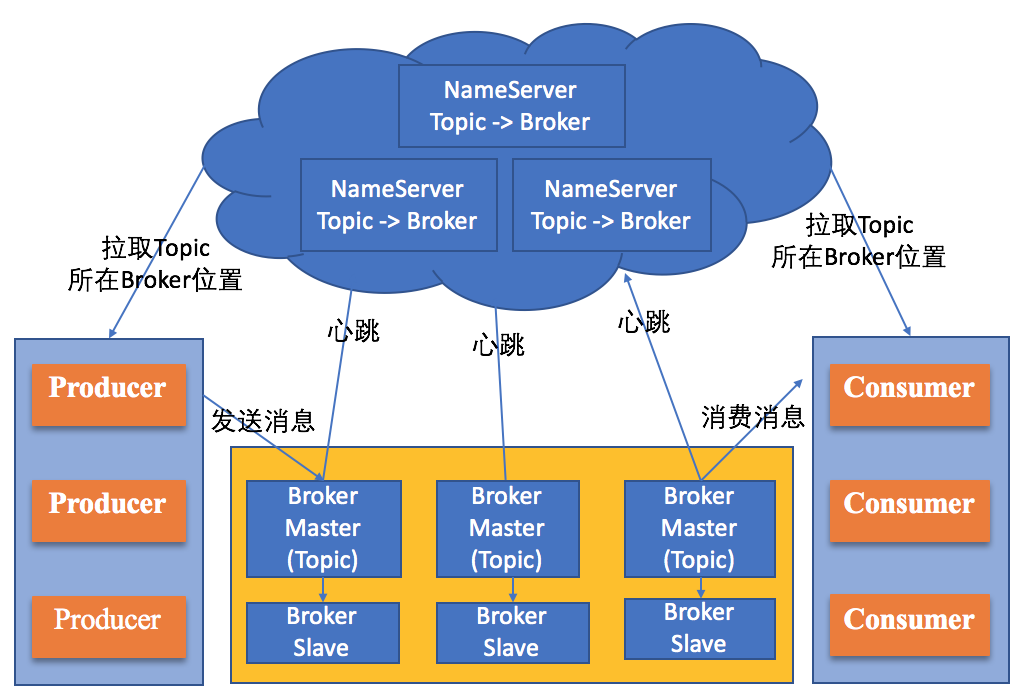 NameServer
Topic -> Broker
NameServer
Topic -> Broker
NameServer
Topic -> Broker
拉取Topic
所在Broker位置
拉取Topic
所在Broker位置
心跳
心跳
心跳
Producer
Producer
Producer
发送消息
消费消息
Consumer
Consumer
Consumer
Broker
Master
(Topic)
Broker
Master
(Topic)
Broker
Master
(Topic)
Broker
Slave
Broker
Slave
Broker
Slave